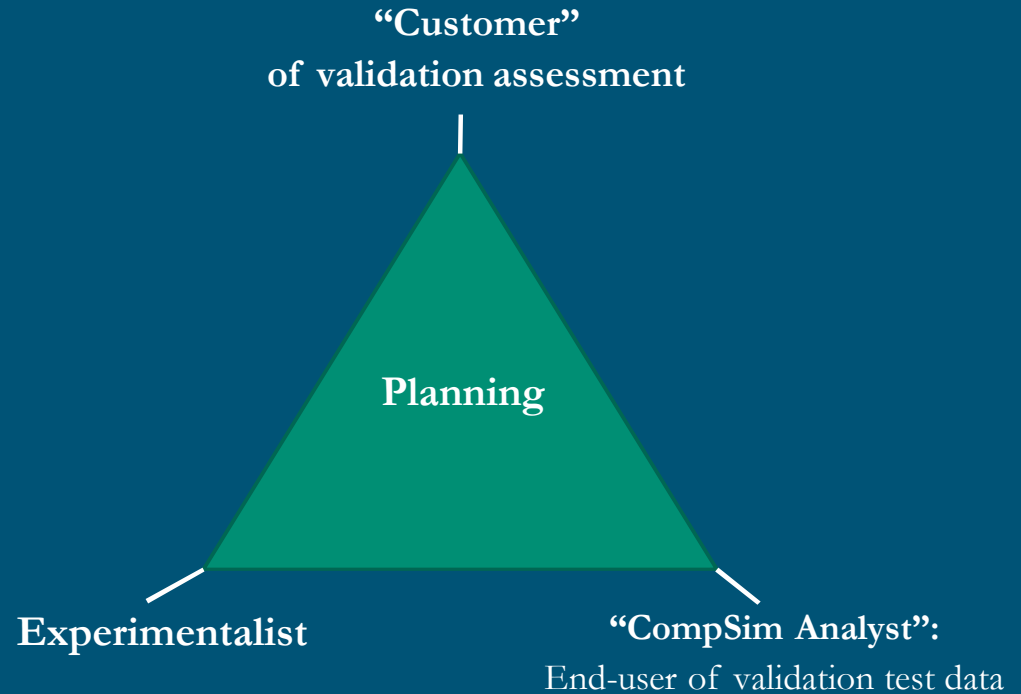 “Customer”
of validation assessment
Planning
Experimentalist
“CompSim Analyst”:
End-user of validation test data